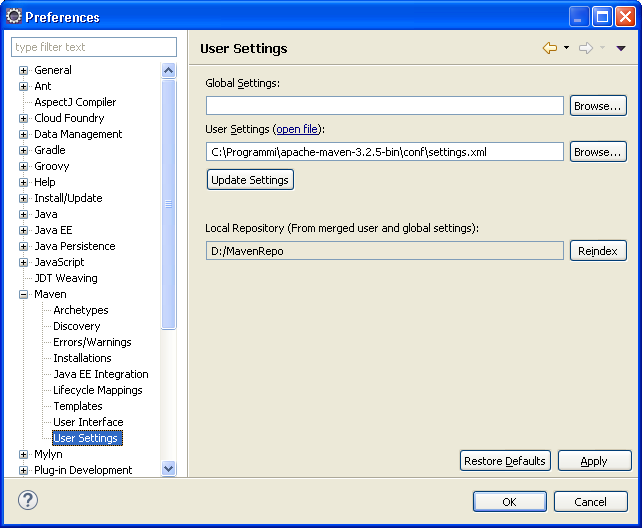 Preferences
type filter text
General
Ant
AspectJ Compiler
Cloud Foundry
Data Management
Gradle
Groovy
Help
Install/Update
Java
Java EE
Java Persistence
JavaScript
JDT Weaving
Maven
Archetypes
Discovery
Errors/Warnings
Installations
Java EE Integration
Lifecycle Mappings
Templates
User Interface
User Settings
Mylyn
Plug-in Development
User Settings
Global Settings:
Browse...
User Settings (open file):
C:\Programmi\apache-maven-3.2.5-bin\conf\settings.xml
Browse...
Update Settings
Local Repository (From merged user and global settings):
D:/MavenRepo
Reindex
Restore Defaults
Apply
?
OK
Cancel